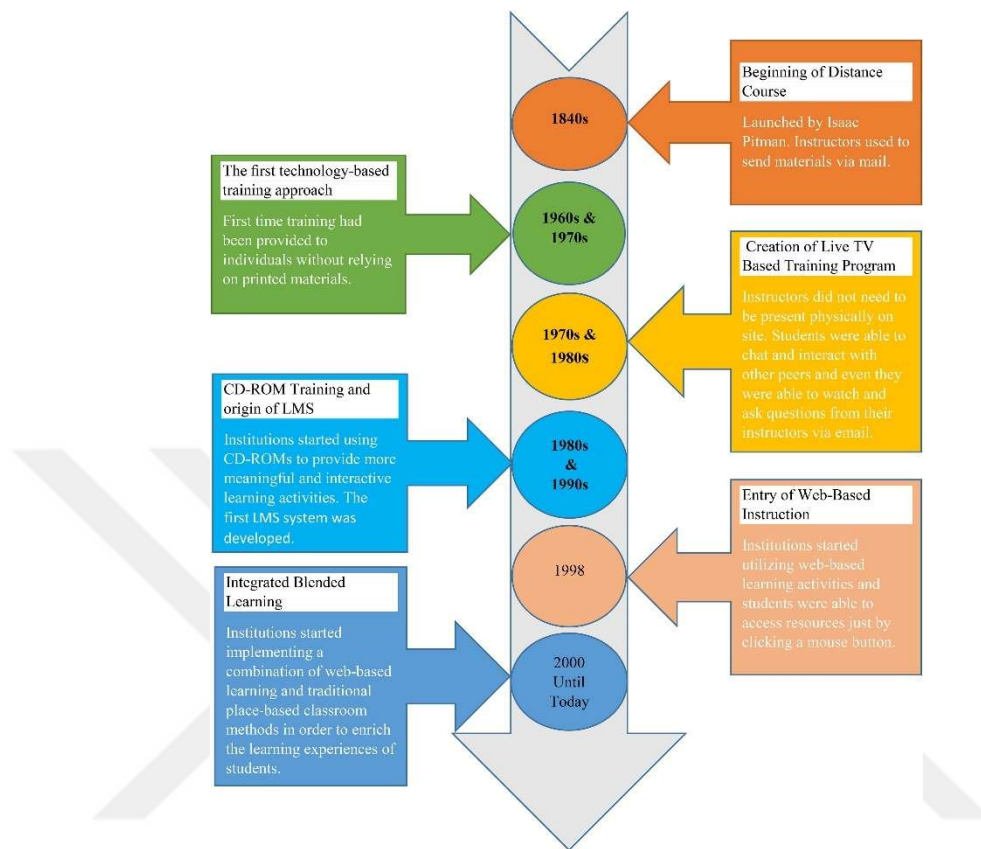 1840s
Beginning of Distance
Course
Launched by Isaac
Pitman. Instructors used to
send materials via mail.
The first technology-based
training approach
First time training had
been provided to
individuals without relying
on printed materials.
1960s &
1970s
1970s &
1980s
Creation of Live TV
Based Training Program
Instructors did not need to
be present physically on
site. Students were able to
chat and interact with
other peers and even they
were able to watch and
ask questions from their
instructors via email.
CD-ROM Training and
origin of LMS
Institutions started using
CD-ROMs to provide more
meaningful and interactive
learning activities. The
first LMS system was
developed.
1980s
&
1990s
1998
Entry of Web-Based
Instruction
Institutions started
utilizing web-based
learning activities and
students were able to
access resources just by
clicking a mouse button.
Integrated Blended
Learning
Institutions started
implementing a
combination of web-based
learning and traditional
place-based classroom
methods in order to enrich
the learning experiences of
students.
2000
Until
Today